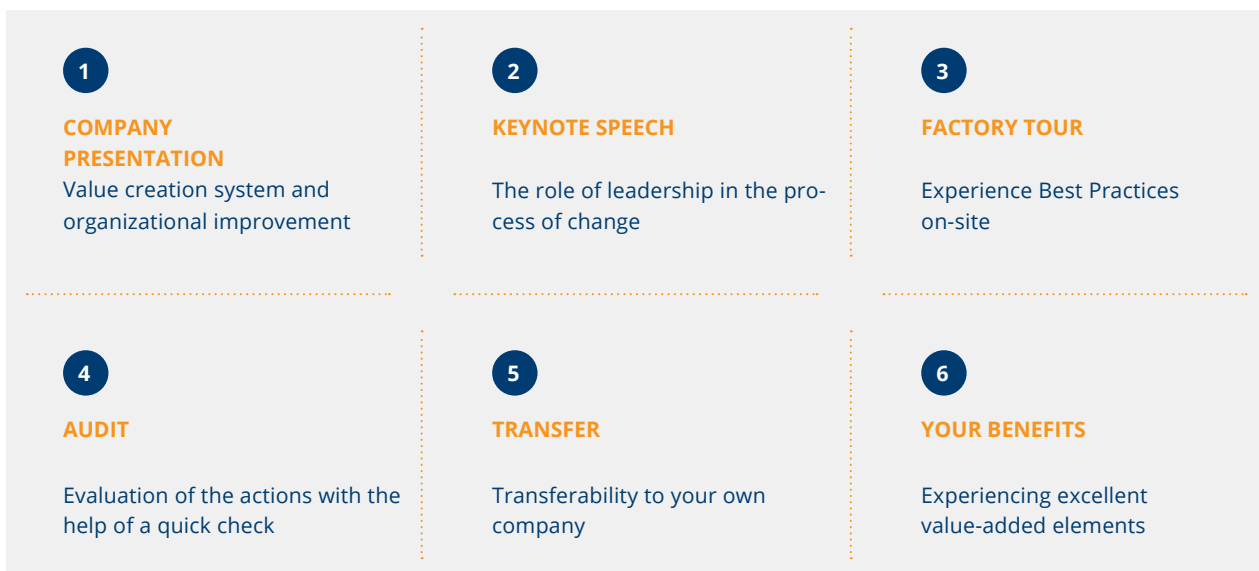 1
COMPANY
PRESENTATION
Value creation system and
organizational improvement
2
KEYNOTE SPEECH
The role of leadership in the pro-
cess of change
3
FACTORY TOUR
Experience Best Practices
on-site
4
AUDIT
Evaluation of the actions with the
help of a quick check
5
TRANSFER
Transferability to your own
company
6
YOUR BENEFITS
Experiencing excellent
value-added elements